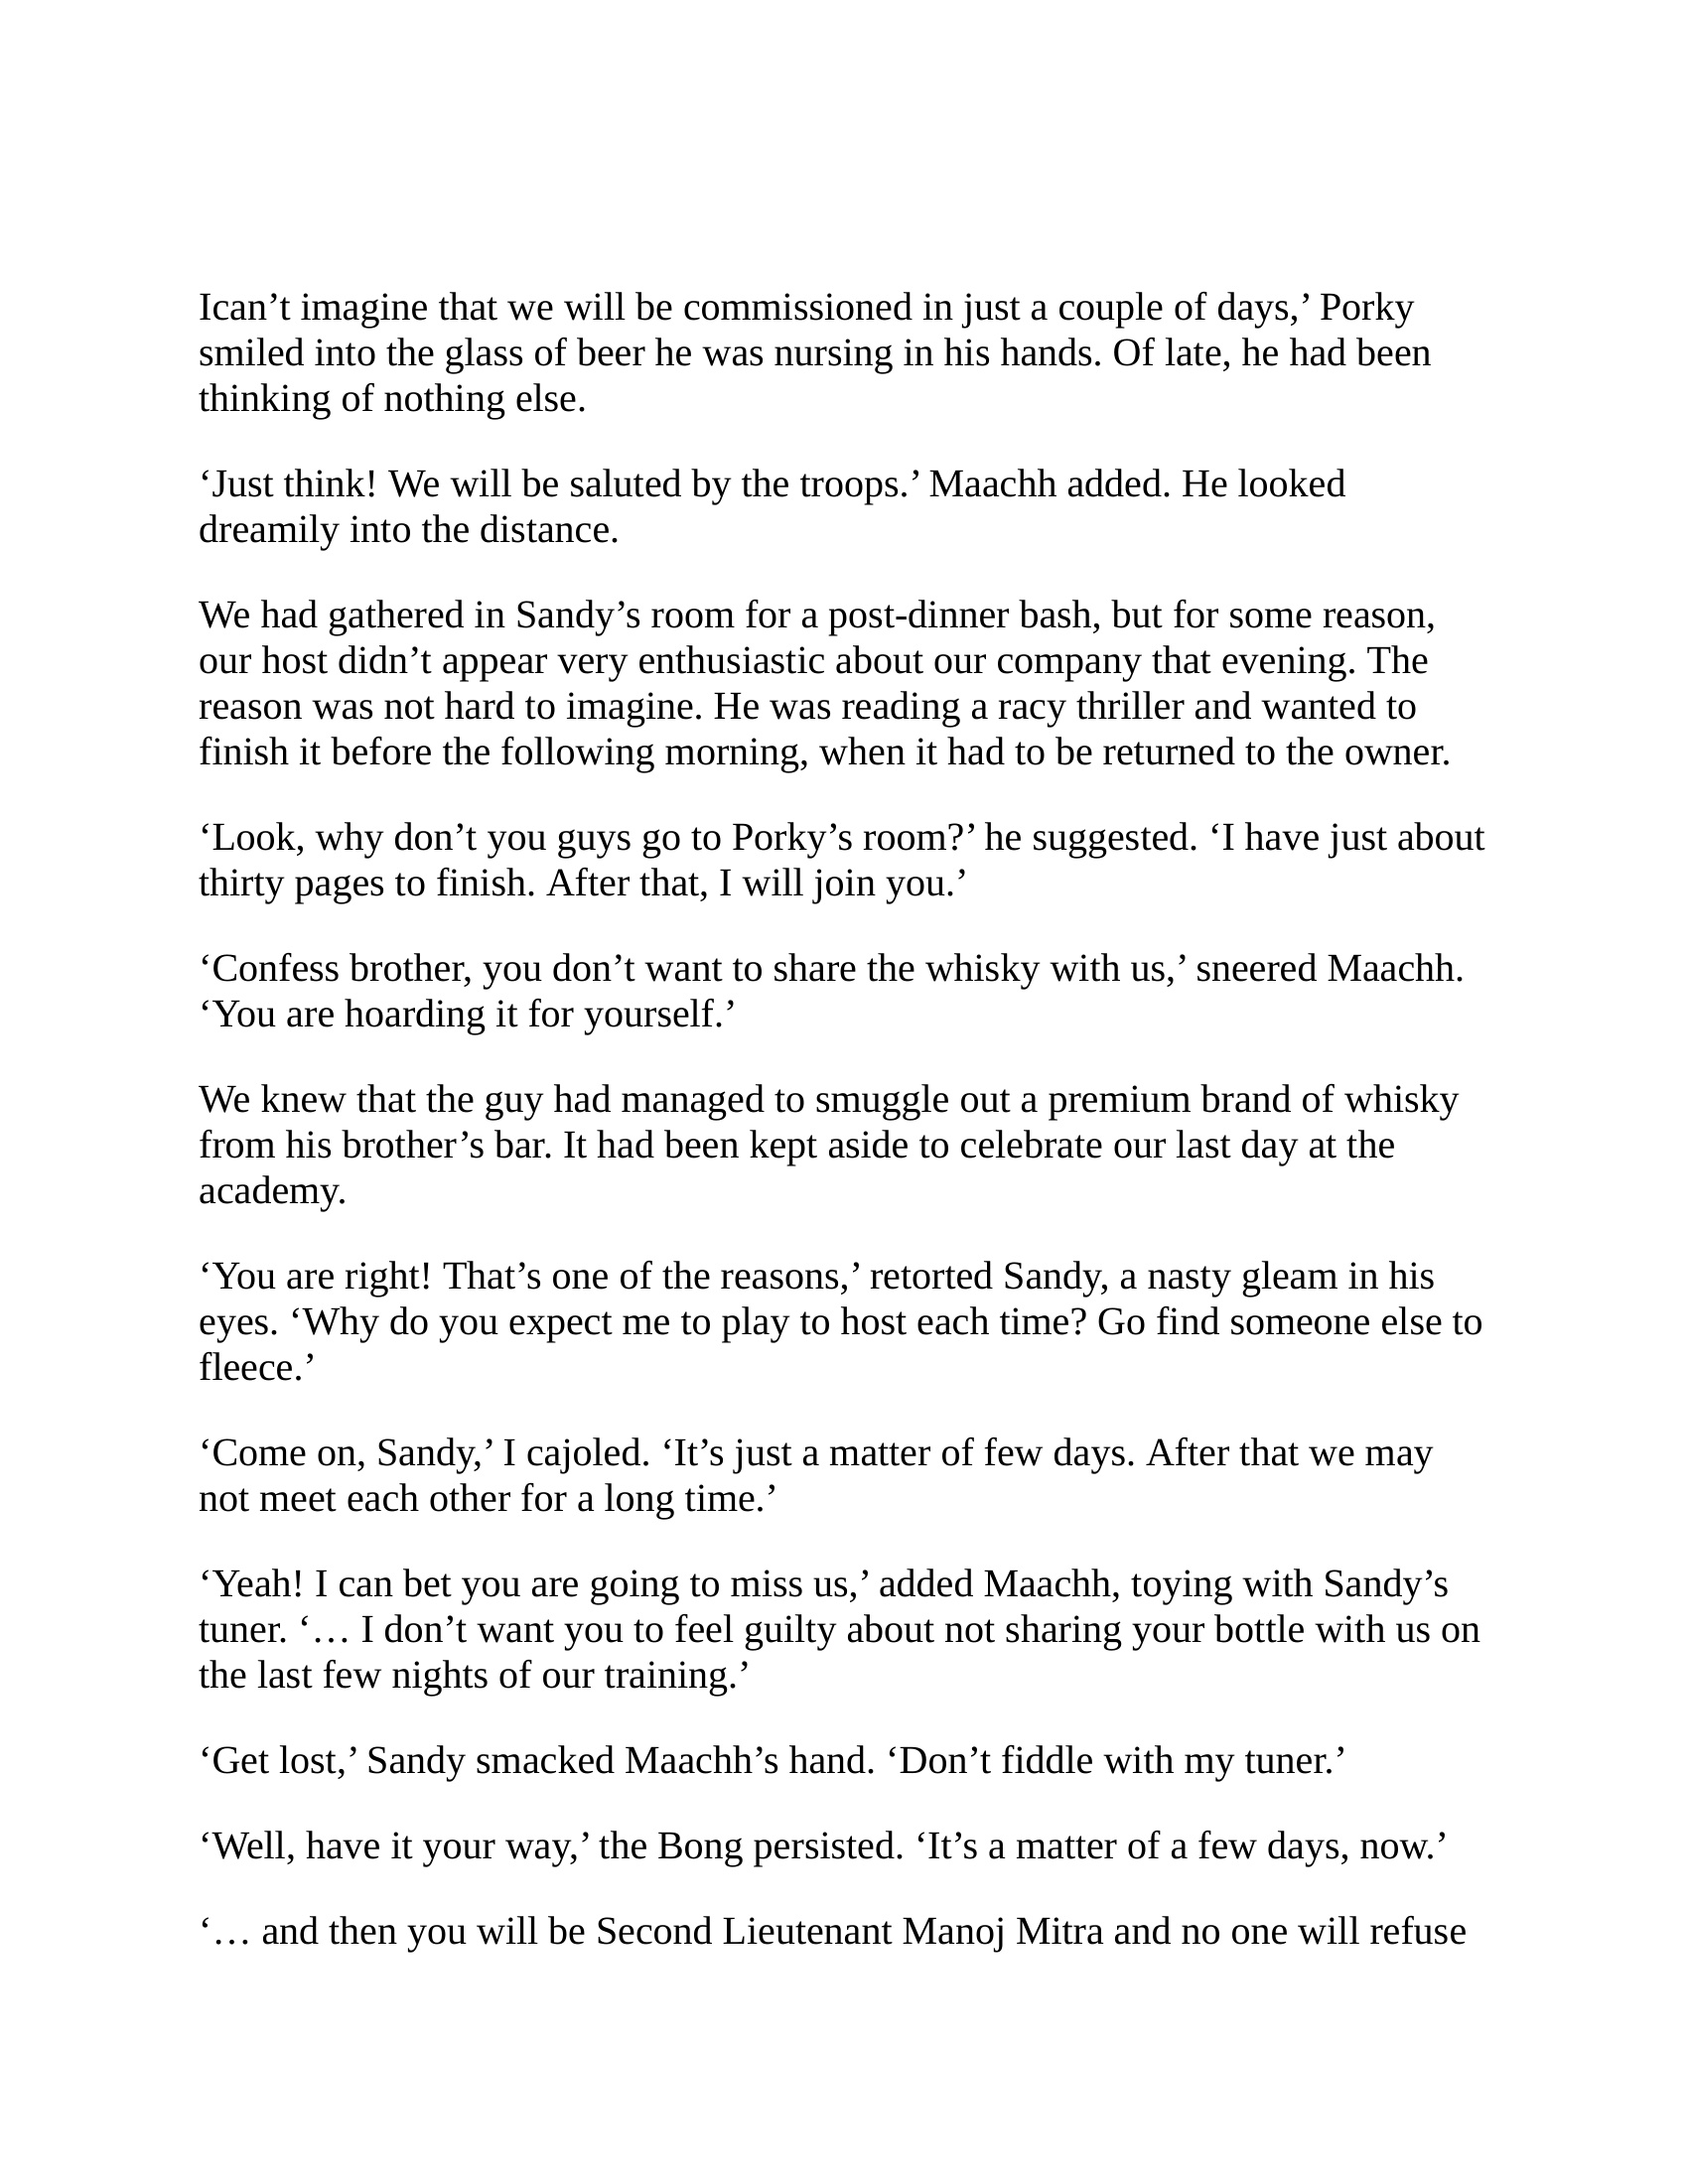 Ican’t imagine that we will be commissioned in just a couple of days,’ Porky
smiled into the glass of beer he was nursing in his hands. Of late, he had been
thinking of nothing else.
‘Just think! We will be saluted by the troops.’ Maachh added. He looked
dreamily into the distance.
We had gathered in Sandy’s room for a post-dinner bash, but for some reason,
our host didn’t appear very enthusiastic about our company that evening. The
reason was not hard to imagine. He was reading a racy thriller and wanted to
finish it before the following morning, when it had to be returned to the owner.
‘Look, why don’t you guys go to Porky’s room?’ he suggested. ‘I have just about
thirty pages to finish. After that, I will join you.’
‘Confess brother, you don’t want to share the whisky with us,’ sneered Maachh.
‘You are hoarding it for yourself.’
We knew that the guy had managed to smuggle out a premium brand of whisky
from his brother’s bar. It had been kept aside to celebrate our last day at the
academy.
‘You are right! That’s one of the reasons,’ retorted Sandy, a nasty gleam in his
eyes. ‘Why do you expect me to play to host each time? Go find someone else to
fleece.’
‘Come on, Sandy,’ I cajoled. ‘It’s just a matter of few days. After that we may
not meet each other for a long time.’
‘Yeah! I can bet you are going to miss us,’ added Maachh, toying with Sandy’s
tuner. ‘… I don’t want you to feel guilty about not sharing your bottle with us on
the last few nights of our training.’
‘Get lost,’ Sandy smacked Maachh’s hand. ‘Don’t fiddle with my tuner.’
‘Well, have it your way,’ the Bong persisted. ‘It’s a matter of a few days, now.’
‘… and then you will be Second Lieutenant Manoj Mitra and no one will refuse